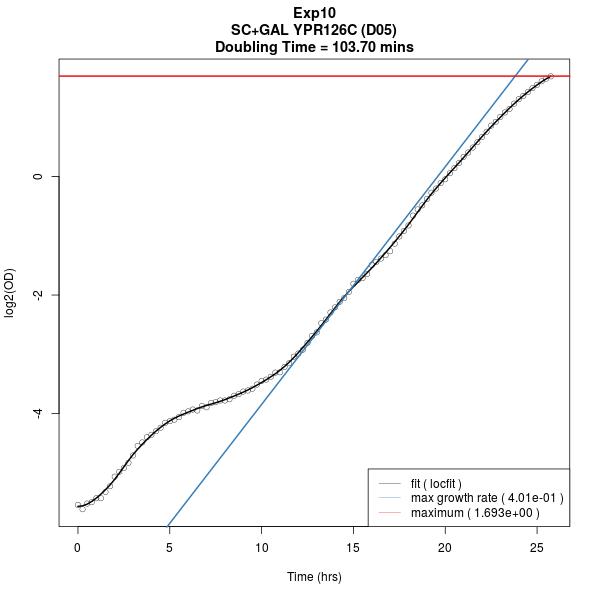 Exp10
SC+GAL YPR126C (D05)
Doubling Time = 103.70 mins
log2(OD)
0
-2
-4
fit ( locfit )
max growth rate ( 4.01e-01 )
maximum ( 1.693e+00 )
0 5 10 15 20 25
Time (hrs)